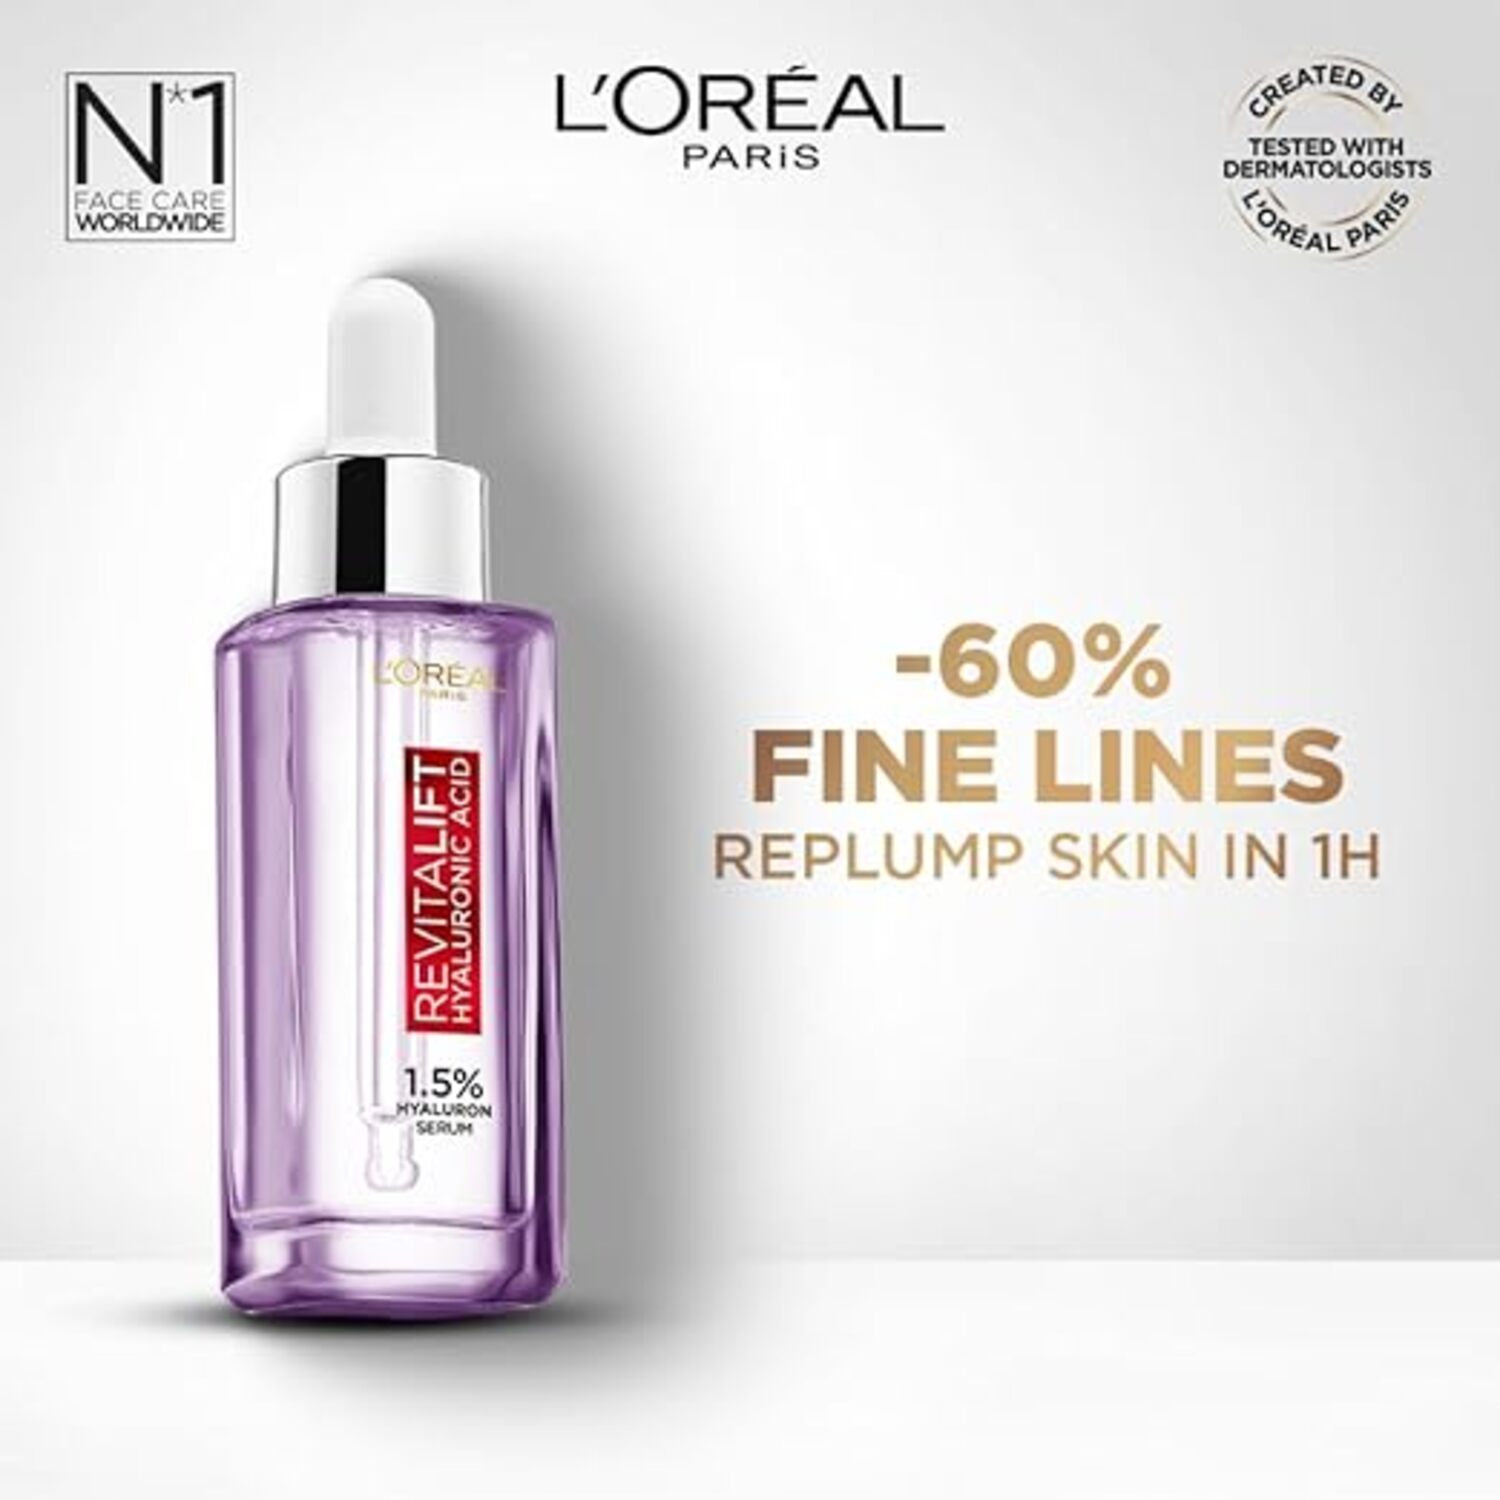 N*1
FACE CARE
WORLDWIDE
L'ORÉAL
PARiS
CREATED BY
TESTED WITH
DERMATOLOGISTS
L'ORÉAL PARIS
L'ORÉAL
PARIS
REVITALIFT
HYALURONIC ACID
1.5%
HYALURON
SERUM
-60%
FINE LINES
REPLUMP SKIN IN 1H